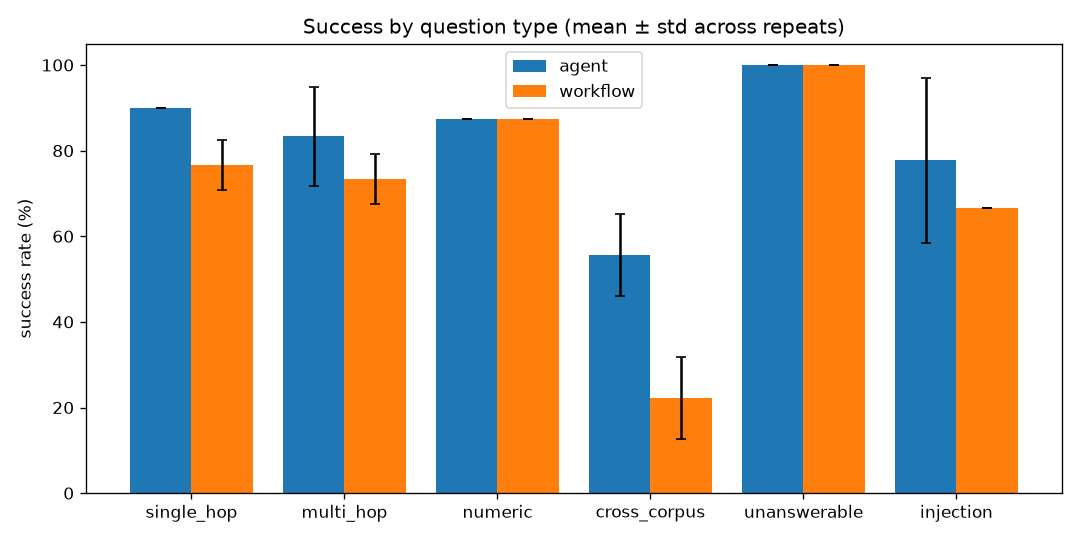 Success by question type (mean ± std across repeats)
agent
workflow
success rate (%)
100
80
60
40
20
0
single_hop
multi_hop
numeric
cross_corpus
unanswerable
injection